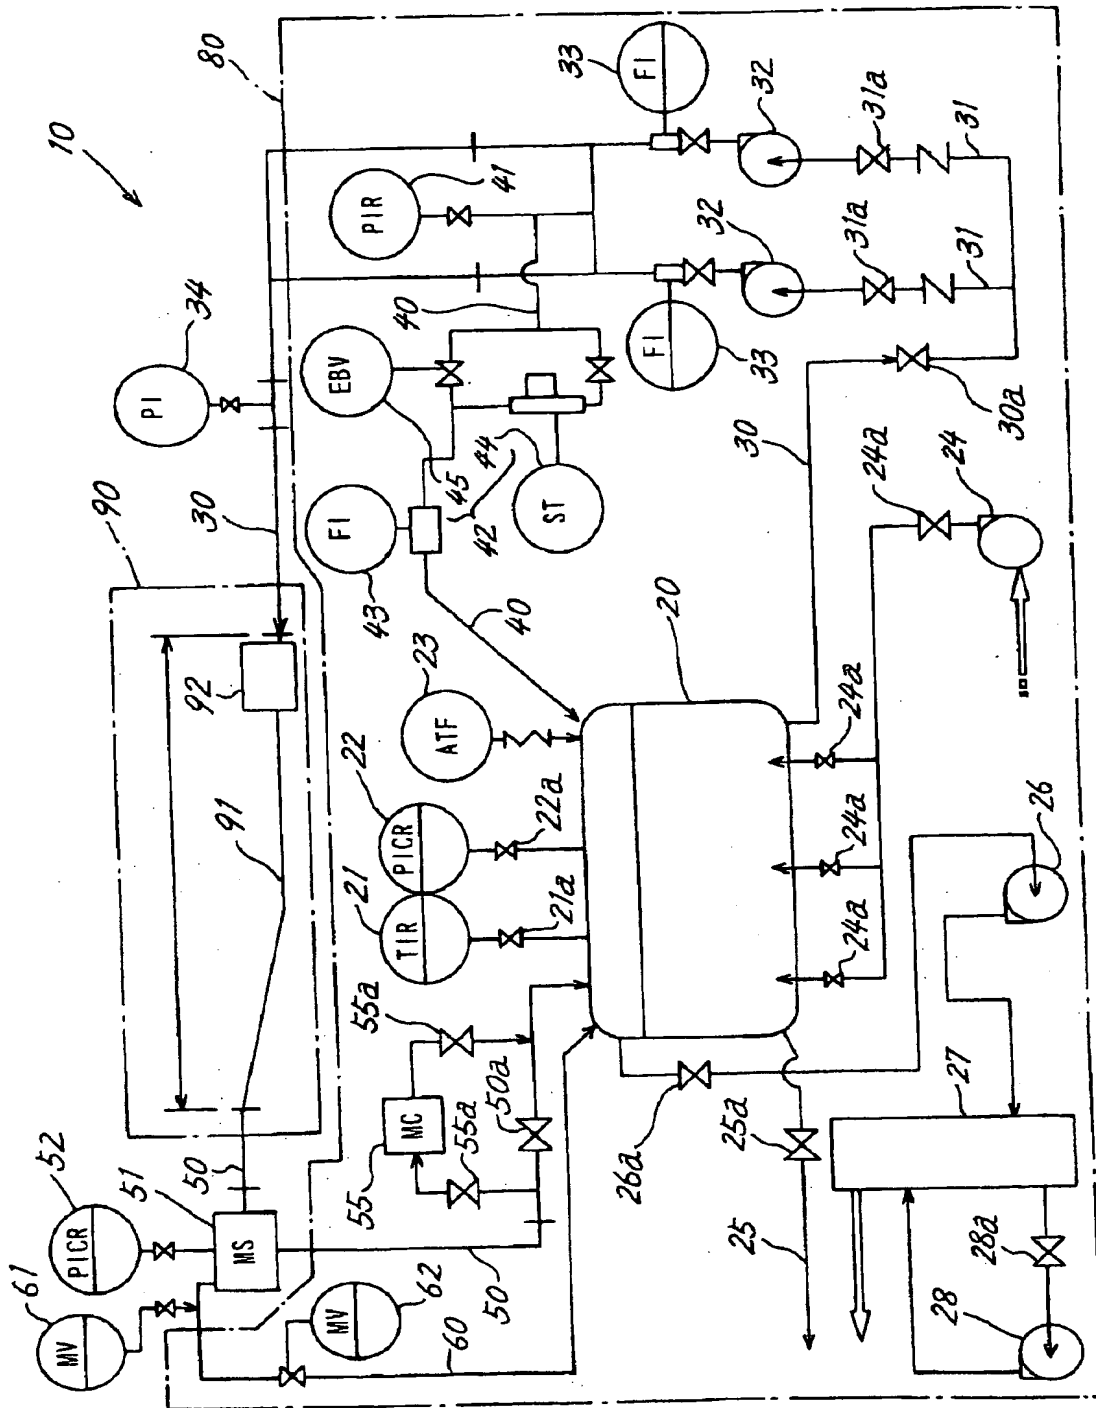 10
80
34
PI
90
30
92
91
50
52
51
PICR
MS
61
MV
33
FI
41
PIR
32
31a
31
32
31a
31
FI
33
40
EBV
45
44
42
FI
43
ST
40
30
30a
24a
24
23
ATF
22
PICR
22a
21
TIR
21a
20
24a
24a
24a
55a
MC
55
55a
50a
50
62
MV
60
26a
26
25a
25
27
28a
28